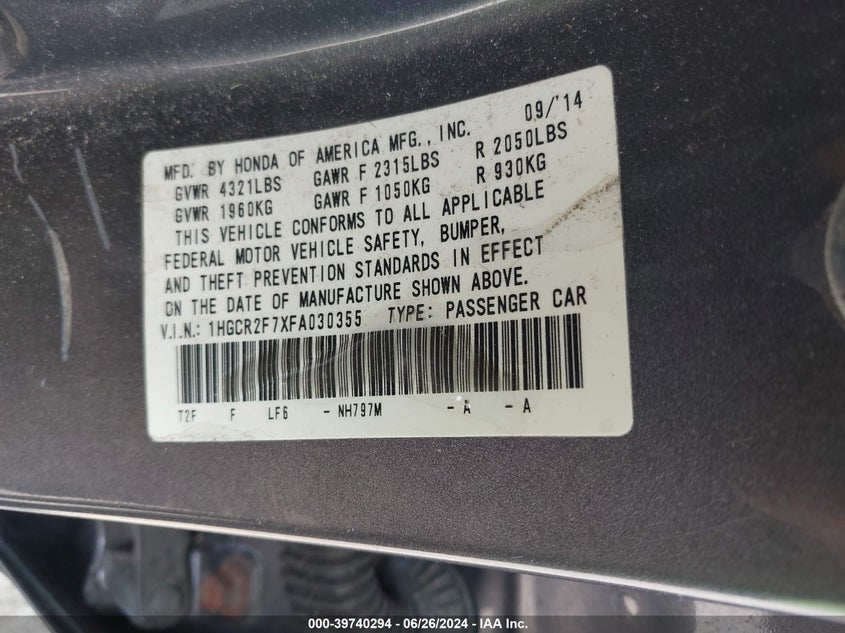 09/'14
MFD. BY HONDA OF AMERICA MFG., INC.
GVWR 4321LBS GAWR F 2315LBS R 2050LBS
GVWR 1960KG GAWR F 1050KG R 930KG
THIS VEHICLE CONFORMS TO ALL APPLICABLE
FEDERAL MOTOR VEHICLE SAFETY, BUMPER,
AND THEFT PREVENTION STANDARDS IN EFFECT
ON THE DATE OF MANUFACTURE SHOWN ABOVE.
V.I.N.: 1HGCR2F7XFA030355 TYPE: PASSENGER CAR
T2F F LF6 - NH797M - A - A
000-39740294 - 06/26/2024 - IAA Inc.